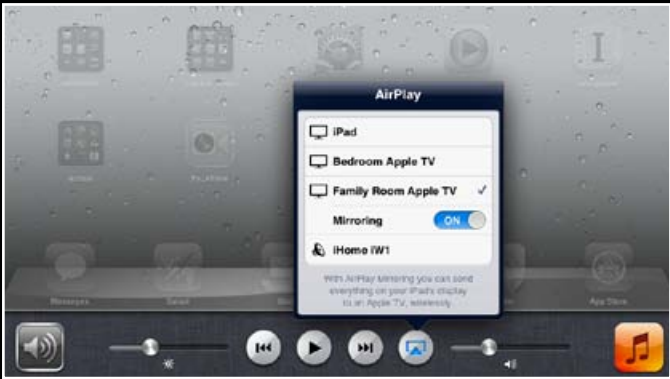 AirPlay
iPad
Bedroom Apple TV
Family Room Apple TV
Mirroring
ON
iHome iW1
With AirPlay Mirroring you can send
everything on your iPad's display
to an Apple TV, wirelessly.
Messages
App Store